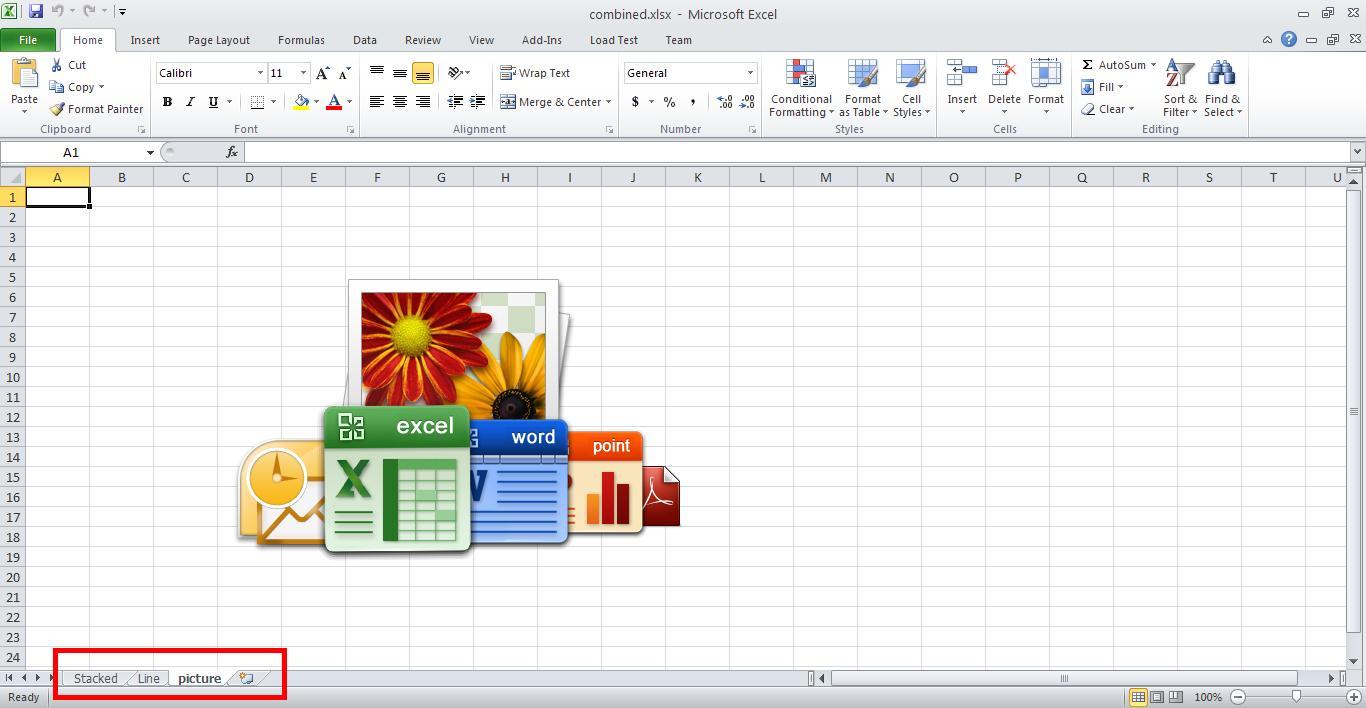 combined.xlsx - Microsoft Excel
File Home Insert Page Layout Formulas Data Review View Add-Ins Load Test Team
Paste
Cut
Copy
Format Painter
Clipboard
Calibri 11
B I U
Font
Wrap Text
Merge & Center
Alignment
General
$ % ,
Number
Conditional
Formatting
Format
as Table
Cell
Styles
Styles
Insert Delete Format
Cells
AutoSum
Fill
Clear
Sort &
Filter
Find &
Select
Editing
A1 fx
A B C D E F G H I J K L M N O P Q R S T U
1
2
3
4
5
6
7
8
9
10
11
12
13
14
15
16
17
18
19
20
21
22
23
24
excel
word
point
Stacked Line picture
Ready 100%